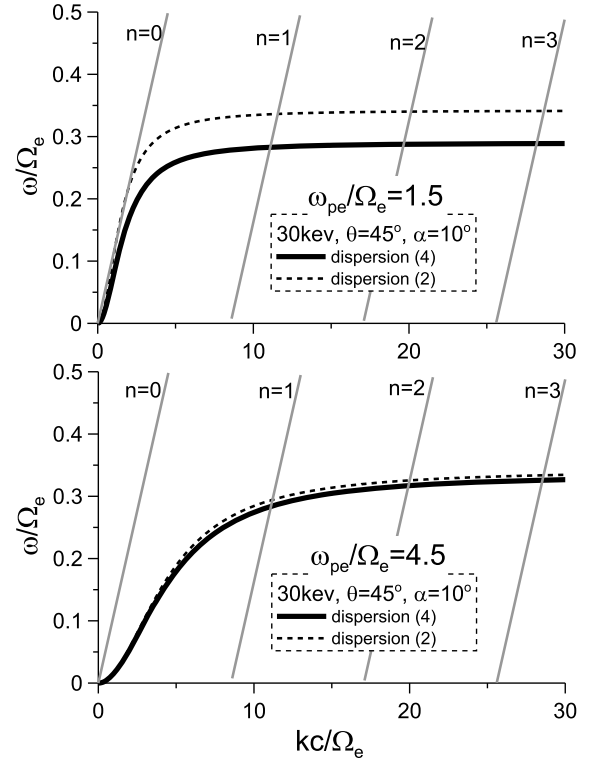 0.5
n=0 n=1 n=2 n=3
0.4
0.3
ω/Ωₑ
0.2
ωₚₑ/Ωₑ=1.5
30kev, θ=45°, α=10°
0.1
dispersion (4)
dispersion (2)
0
0 10 20 30
0.5
n=0 n=1 n=2 n=3
0.4
0.3
ω/Ωₑ
0.2
ωₚₑ/Ωₑ=4.5
30kev, θ=45°, α=10°
0.1
dispersion (4)
dispersion (2)
0
0 10 20 30
kc/Ωₑ